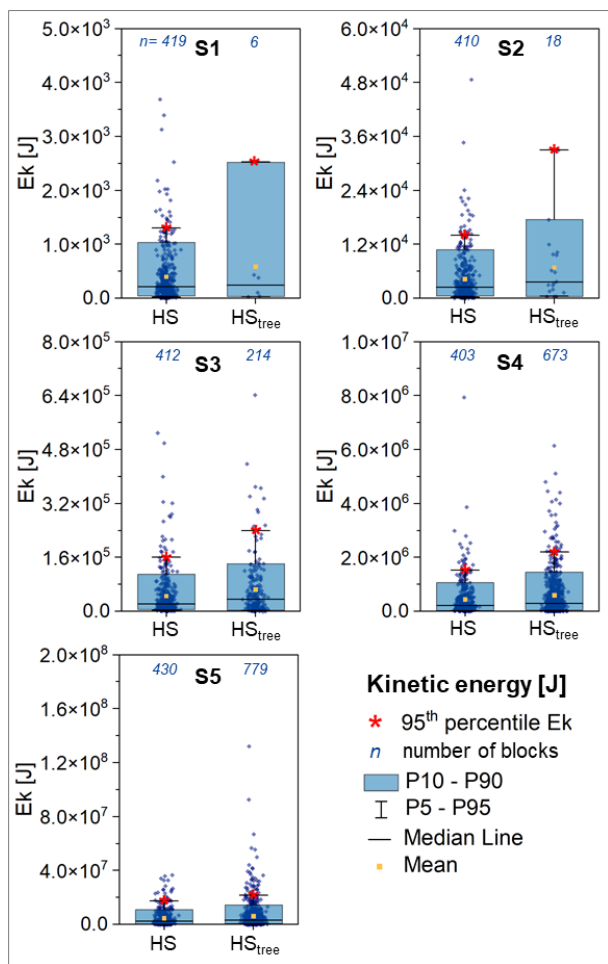 n= 419 S1 6
5.0×10³
4.0×10³
3.0×10³
2.0×10³
1.0×10³
0.0
Ek [J]
HS HStree
410 S2 18
6.0×10⁴
4.8×10⁴
3.6×10⁴
2.4×10⁴
1.2×10⁴
0.0
Ek [J]
HS HStree
412 S3 214
8.0×10⁵
6.4×10⁵
4.8×10⁵
3.2×10⁵
1.6×10⁵
0.0
Ek [J]
HS HStree
403 S4 673
1.0×10⁷
8.0×10⁶
6.0×10⁶
4.0×10⁶
2.0×10⁶
0.0
Ek [J]
HS HStree
430 S5 779
2.0×10⁸
1.6×10⁸
1.2×10⁸
8.0×10⁷
4.0×10⁷
0.0
Ek [J]
HS HStree
Kinetic energy [J]
95th percentile Ek
n number of blocks
P10 - P90
P5 - P95
Median Line
Mean